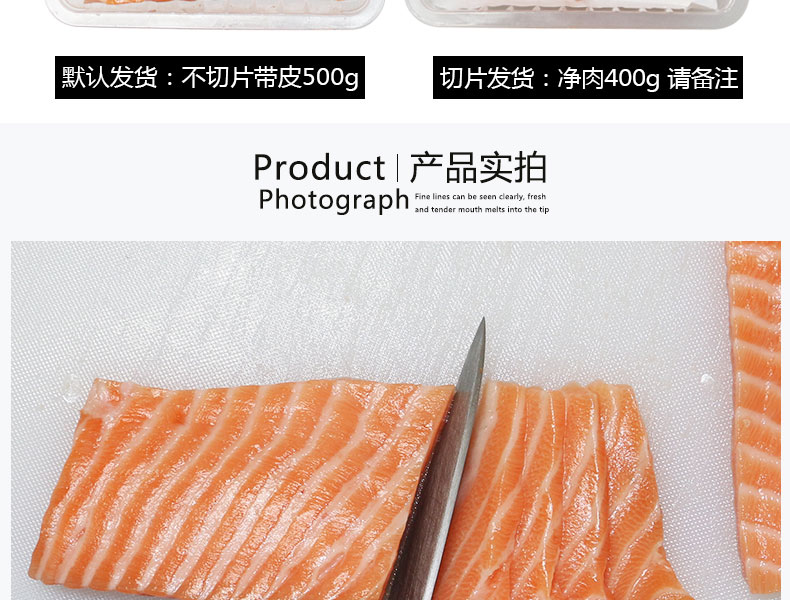 默认发货：不切片带皮500g
切片发货：净肉400g 请备注
Product 产品实拍
Photograph
Fine lines can be seen clearly, fresh
and tender mouth melts into the tip